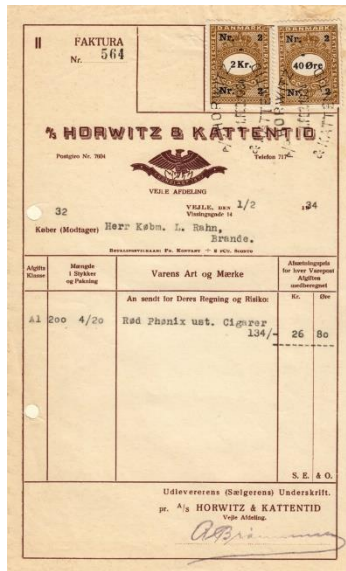 II
FAKTURA
Nr. 564
DANMARK
Nr. 2
2 Kr.
Nr. 2
DANMARK
Nr. 2
40 Øre
Nr. 2
A/S HORWITZ & KATTENTID
Postgiro Nr. 7604
Telefon 717
VEJLE AFDELING
VEJLE, DEN 1/2 1934
Vissingsgade 14
32
Køber (Modtager) Herr Købm. L. Rahn,
Brande.
Afgifts Klasse
Mængde i Stykker og Pakning
Varens Art og Mærke
Afsætningspris for hver Varepost Afgiften medberegnet
An sendt for Deres Regning og Risiko:
Kr. Øre
A1 200 4/20 Rød Phønix ust. Cigarer
134/- 26 80
S. E. & O.
Udleverens (Sælgerens) Underskrift.
pr. A/S HORWITZ & KATTENTID
Vejle Afdeling.